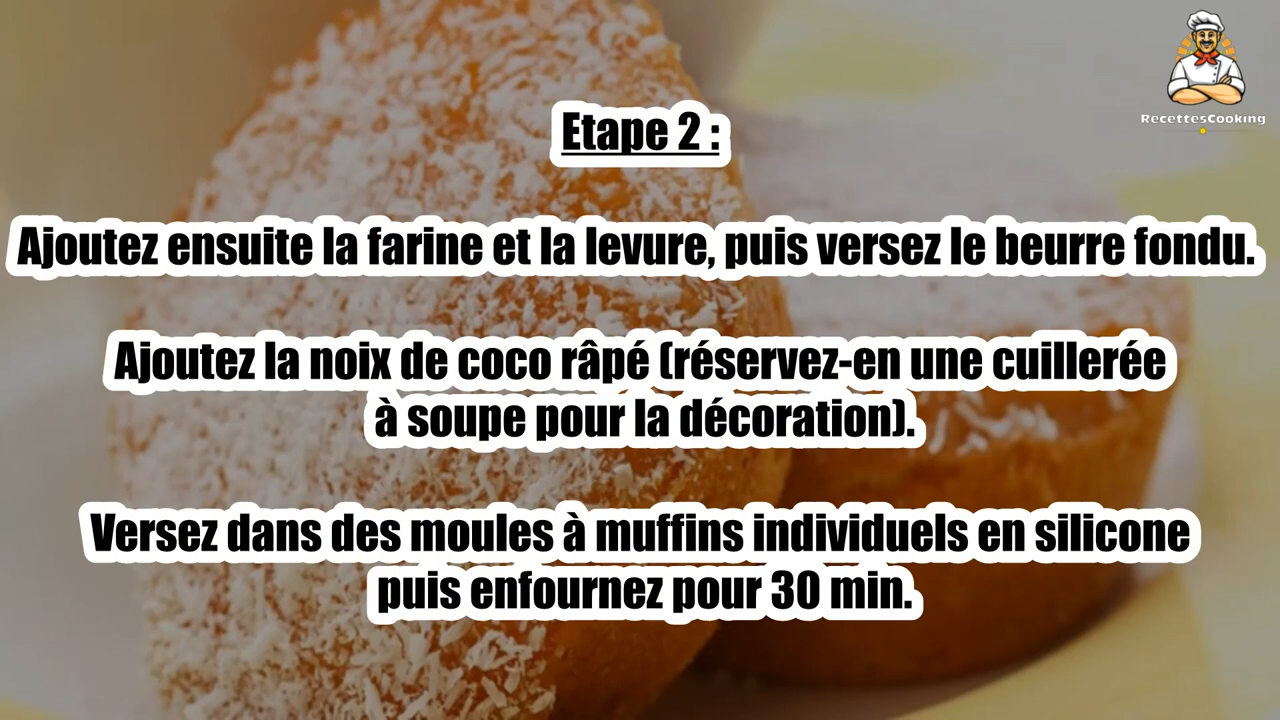 RecettesCooking
Etape 2 :
Ajoutez ensuite la farine et la levure, puis versez le beurre fondu.
Ajoutez la noix de coco râpé (réservez-en une cuillerée
à soupe pour la décoration).
Versez dans des moules à muffins individuels en silicone
puis enfournez pour 30 min.